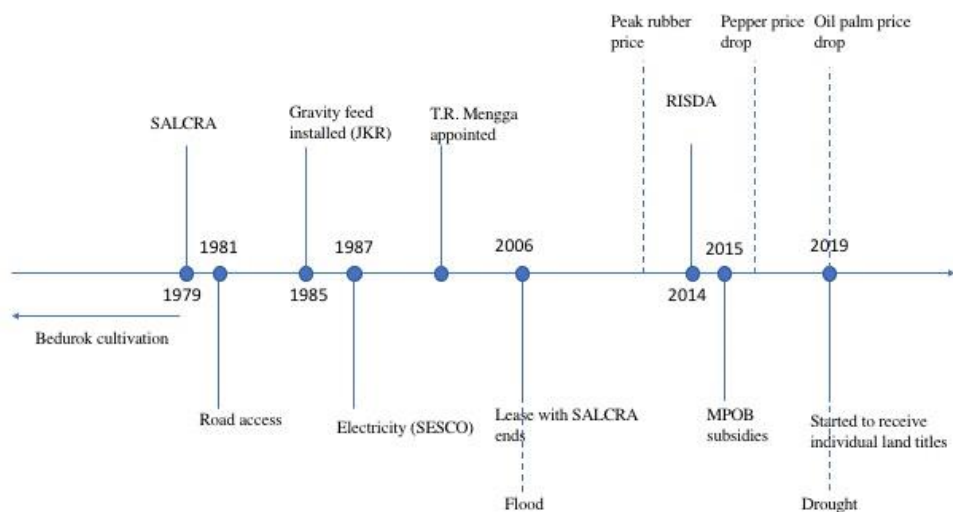 Peak rubber
price
Pepper price
drop
Oil palm price
drop
SALCRA
Gravity feed
installed (JKR)
T.R. Mengga
appointed
RISDA
1981
1987
2006
2015
2019
1979
1985
2014
Bedurok cultivation
Road access
Electricity (SESCO)
Lease with SALCRA
ends
MPOB
subsidies
Started to receive
individual land titles
Flood
Drought